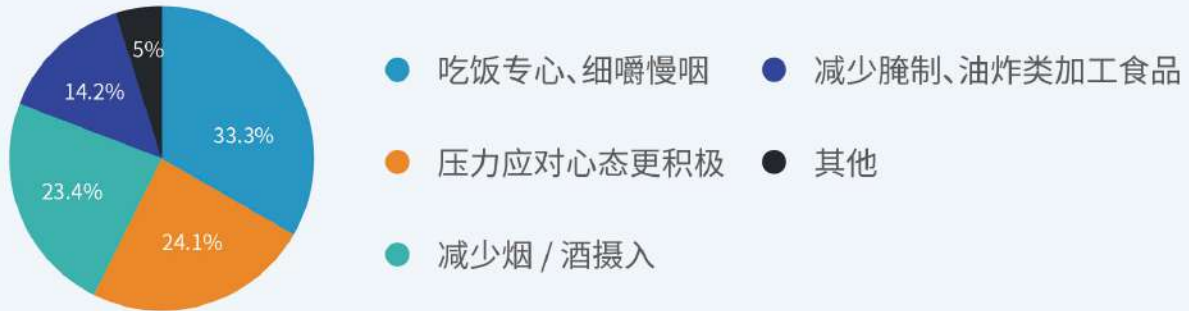 5%
14.2%
33.3%
23.4%
24.1%
吃饭专心、细嚼慢咽
减少腌制、油炸类加工食品
压力应对心态更积极
其他
减少烟 / 酒摄入